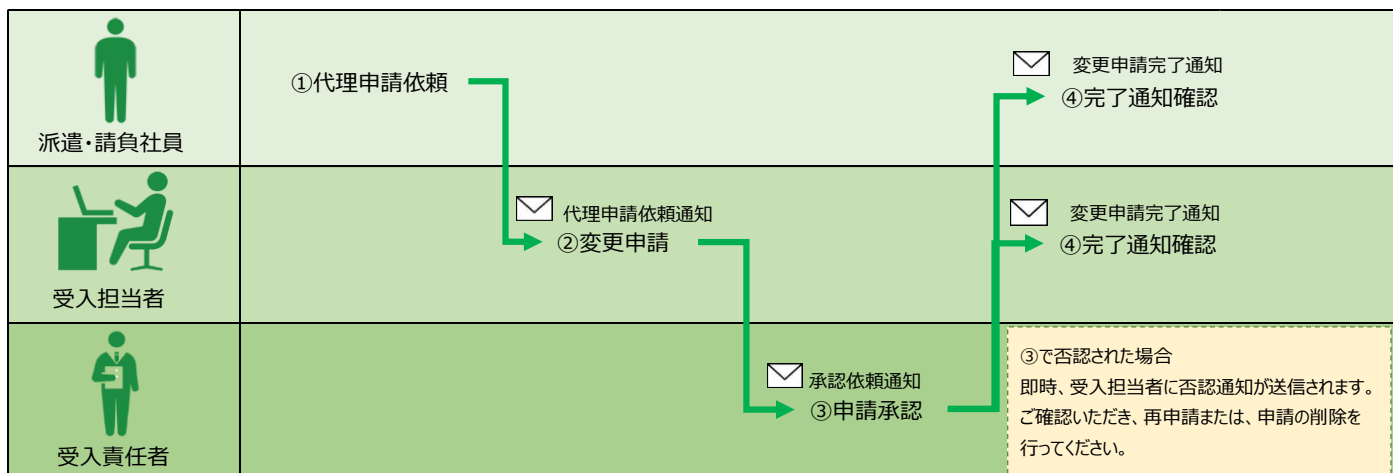 派遣・請負社員
①代理申請依頼
変更申請完了通知
④完了通知確認
受入担当者
代理申請依頼通知
②変更申請
変更申請完了通知
④完了通知確認
受入責任者
承認依頼通知
③申請承認
③で否認された場合
即時、受入担当者に否認通知が送信されます。
ご確認いただき、再申請または、申請の削除を
行ってください。